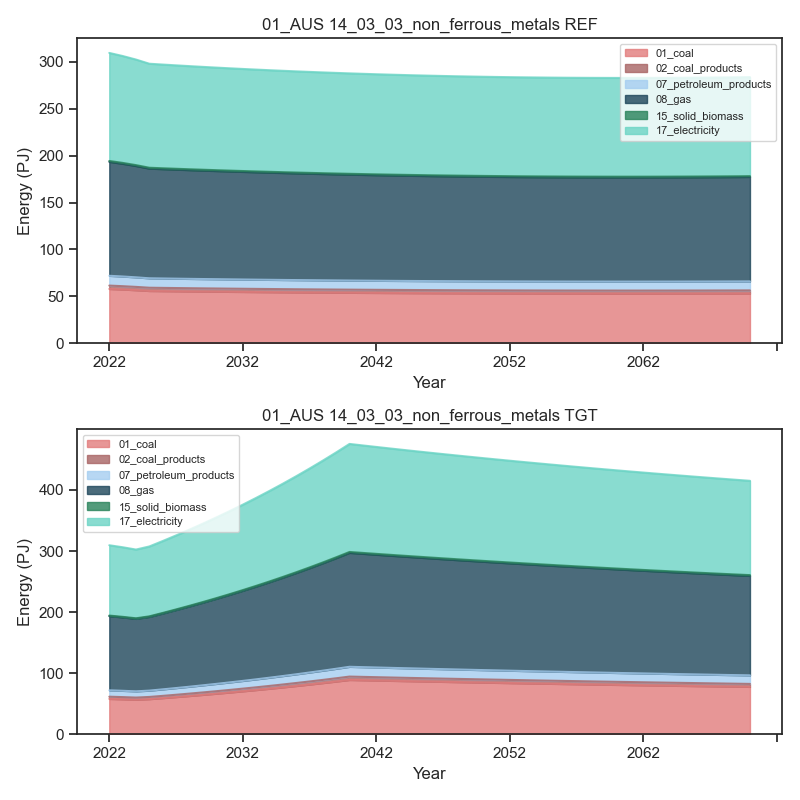 01_AUS 14_03_03_non_ferrous_metals REF
Energy (PJ)
300
250
200
150
100
50
0
01_coal
02_coal_products
07_petroleum_products
08_gas
15_solid_biomass
17_electricity
2022 2032 2042 2052 2062
Year
01_AUS 14_03_03_non_ferrous_metals TGT
Energy (PJ)
400
300
200
100
0
01_coal
02_coal_products
07_petroleum_products
08_gas
15_solid_biomass
17_electricity
2022 2032 2042 2052 2062
Year